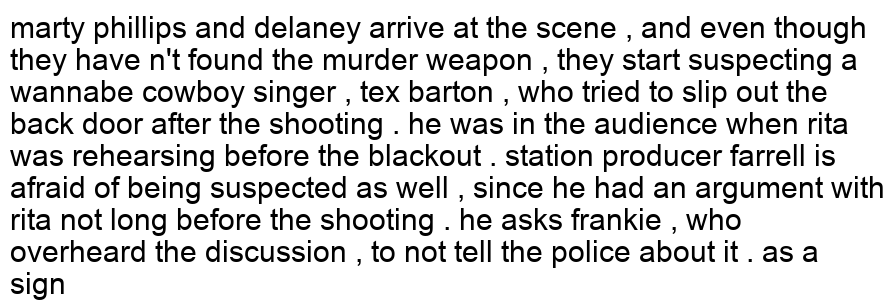 marty phillips and delaney arrive at the scene , and even though
they have n't found the murder weapon , they start suspecting a
wannabe cowboy singer , tex barton , who tried to slip out the
back door after the shooting . he was in the audience when rita
was rehearsing before the blackout . station producer farrell is
afraid of being suspected as well , since he had an argument with
rita not long before the shooting . he asks frankie , who
overheard the discussion , to not tell the police about it . as a
sign